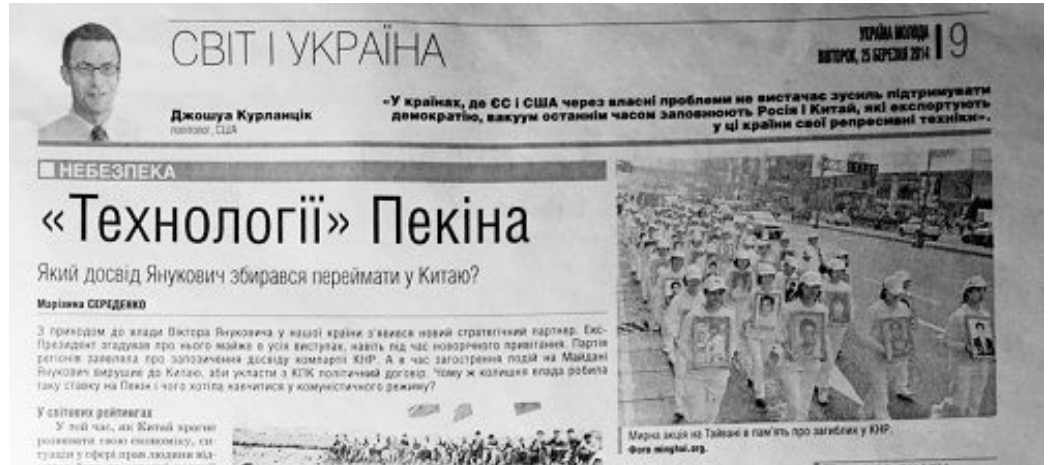 СВІТ І УКРАЇНА
УКРАЇНА МОЛОДА
ВІВТОРОК, 25 БЕРЕЗНЯ 2014
9
Джошуа Курланцік
політолог, США
«У країнах, де ЄС і США через власні проблеми не вистачає зусиль підтримувати
демократію, вакуум останнім часом заповнюють Росія і Китай, які експортують
у ці країни свої репресивні техніки».
НЕБЕЗПЕКА
«Технології» Пекіна
Який досвід Янукович збирався переймати у Китаю?
Маріанна СЕРЕДЕНКО
З приходом до влади Віктора Януковича у нашої країни з'явився новий стратегічний партнер. Екс-
Президент згадував про нього майже в усіх виступах, навіть під час новорічного привітання. Партія
регіонів заявляла про запозичення досвіду компартії КНР. А в час загострення подій на Майдані
Янукович вирушив до Китаю, аби укласти з КПК політичний договір. Чому ж колишня влада робила
таку ставку на Пекін і чого хотіла навчитися у комуністичного режиму?
У світових рейтингах
У той час, як Китай прагне
розвивати свою економіку, си-
туація у сфері прав людини від-
Мирна акція на Тайвані в пам'ять про загиблих у КНР.
Фото minghui.org.